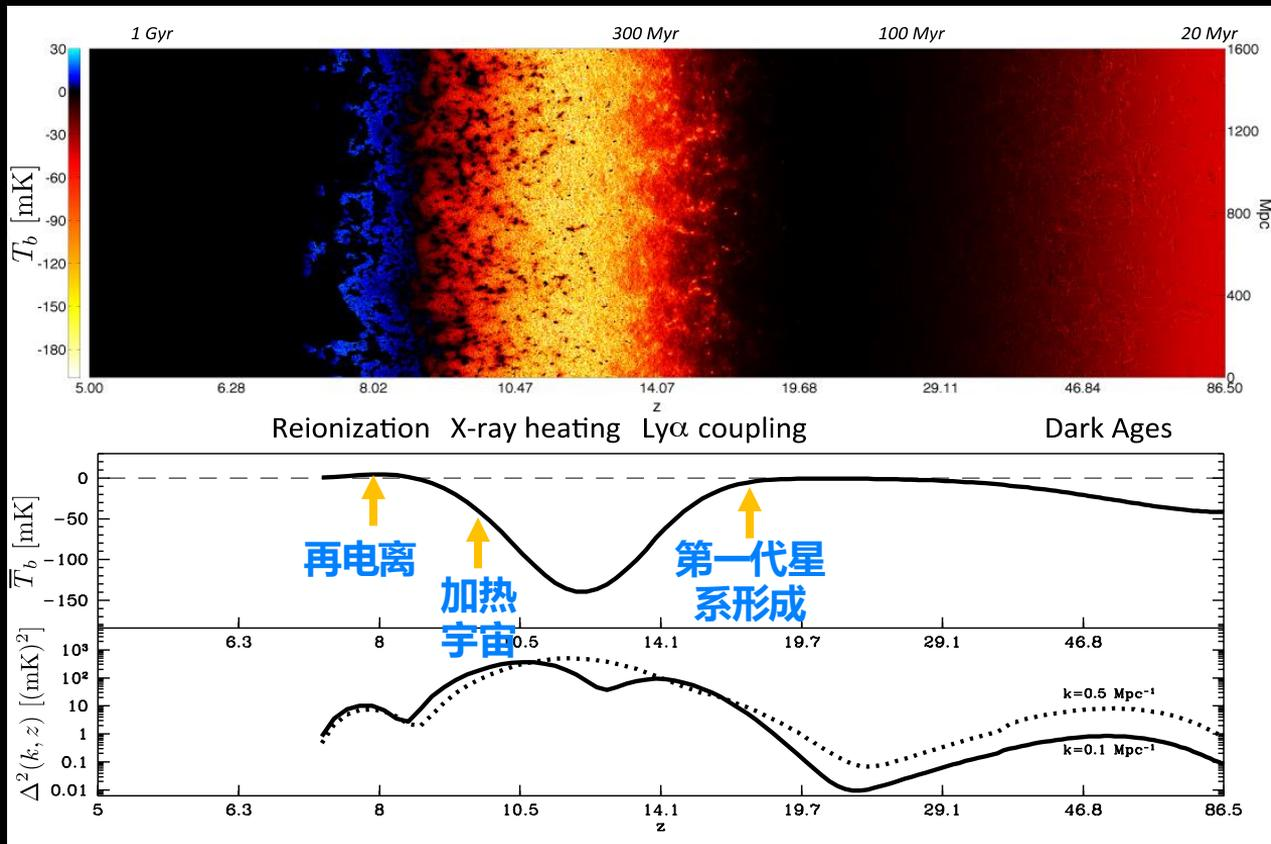 1 Gyr 300 Myr 100 Myr 20 Myr
30
0
-30
-60
-90
-120
-150
-180
T_b [mK]
1600
1200
800
400
0
Mpc
5.00 6.28 8.02 10.47 14.07 19.68 29.11 46.84 86.50
z
Reionization X-ray heating Lyα coupling Dark Ages
0
-50
-100
-150
T̅_b [mK]
再电离
加热
宇宙
第一代星
系形成
6.3 8 10.5 14.1 19.7 29.1 46.8
10³
10²
10
1
0.1
0.01
Δ²(k,z) [(mK)²]
k=0.5 Mpc⁻¹
k=0.1 Mpc⁻¹
5 6.3 8 10.5 14.1 19.7 29.1 46.8 86.5
z